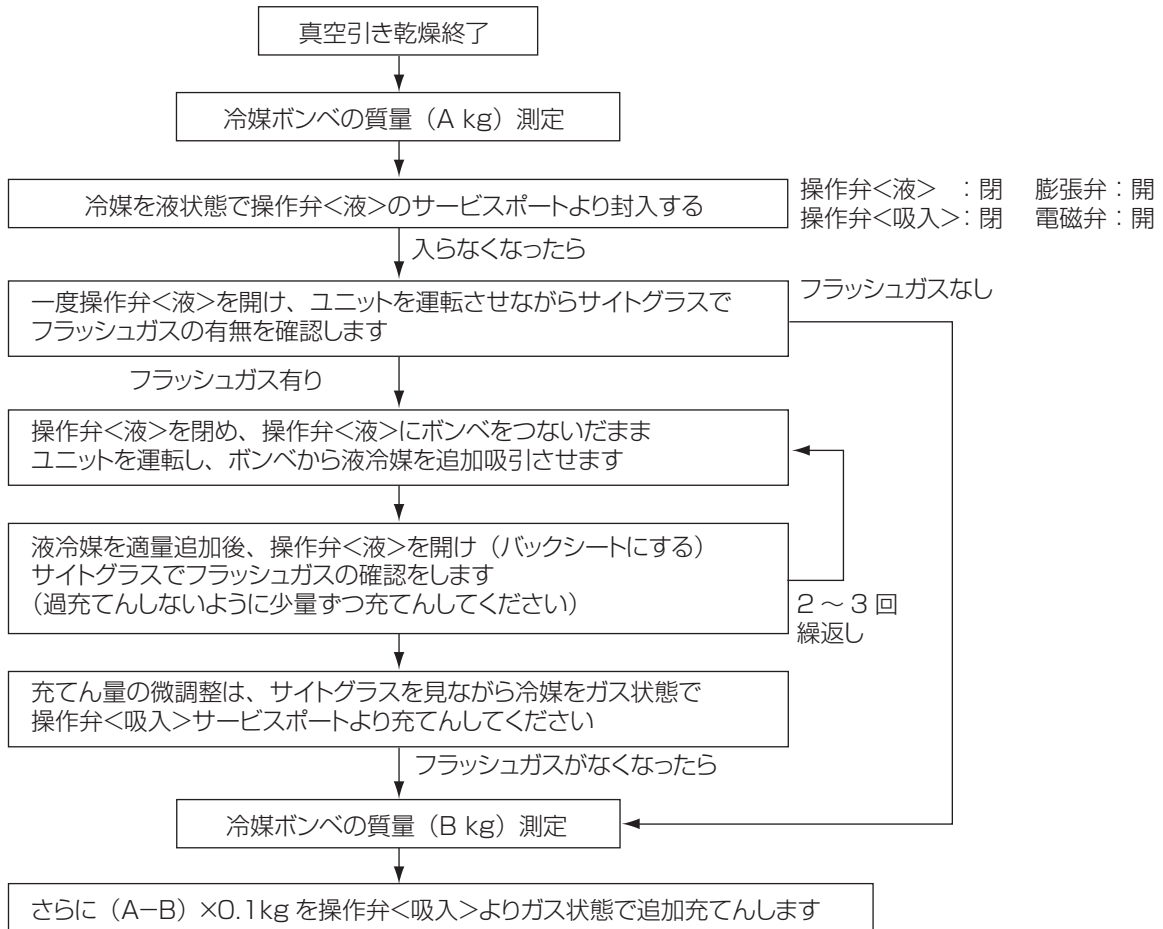 真空引き乾燥終了
冷媒ボンベの質量（A kg）測定
冷媒を液状態で操作弁<液>のサービスポートより封入する
操作弁<液>　：閉　膨張弁：開
操作弁<吸入>：閉　電磁弁：開
入らなくなったら
一度操作弁<液>を開け、ユニットを運転させながらサイトグラスで
フラッシュガスの有無を確認します
フラッシュガスなし
フラッシュガス有り
操作弁<液>を閉め、操作弁<液>にボンベをつないだまま
ユニットを運転し、ボンベから液冷媒を追加吸引させます
液冷媒を適量追加後、操作弁<液>を開け（バックシートにする）
サイトグラスでフラッシュガスの確認をします
（過充てんしないように少量ずつ充てんしてください）
2～3回
繰返し
充てん量の微調整は、サイトグラスを見ながら冷媒をガス状態で
操作弁<吸入>サービスポートより充てんしてください
フラッシュガスがなくなったら
冷媒ボンベの質量（B kg）測定
さらに（A−B）×0.1kgを操作弁<吸入>よりガス状態で追加充てんします